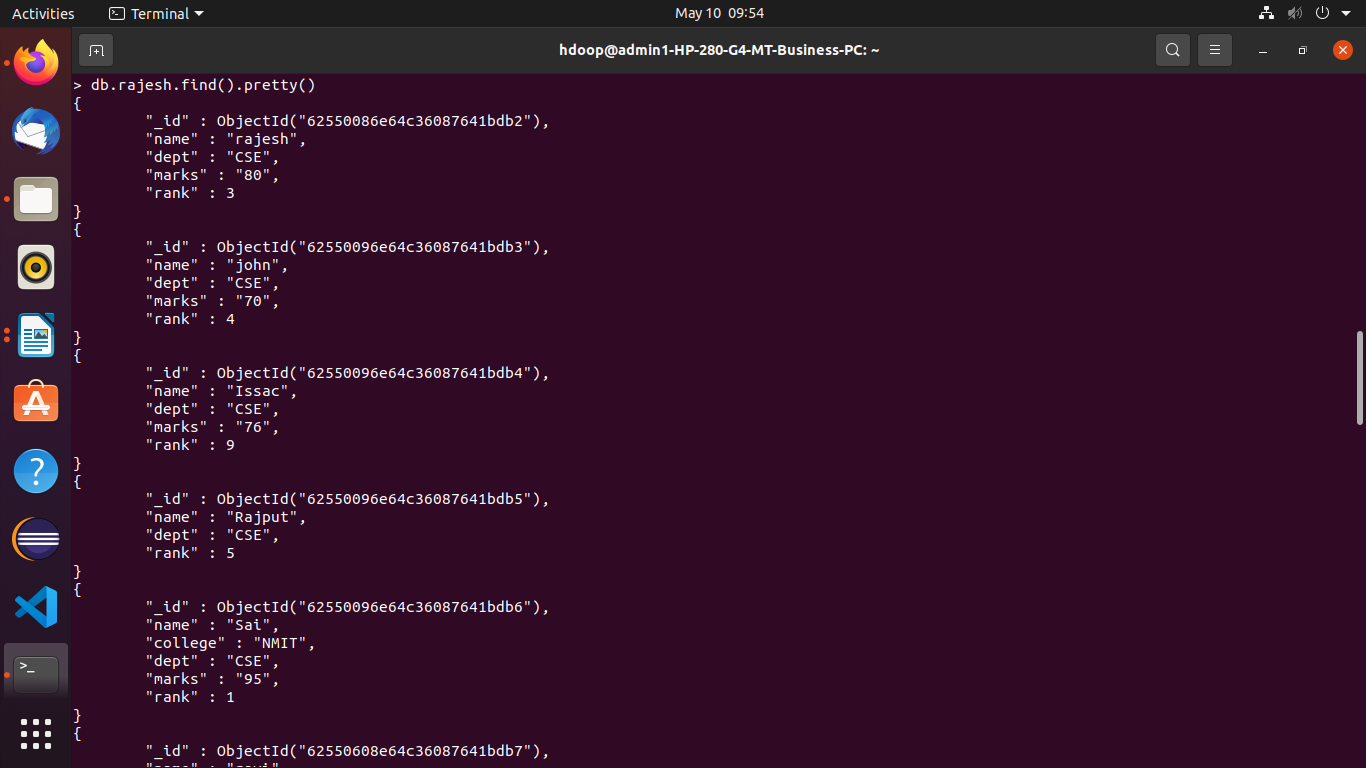 Activities
Terminal
May 10 09:54
hdoop@admin1-HP-280-G4-MT-Business-PC: ~
> db.rajesh.find().pretty()
{
"_id" : ObjectId("62550086e64c36087641bdb2"),
"name" : "rajesh",
"dept" : "CSE",
"marks" : "80",
"rank" : 3
}
{
"_id" : ObjectId("62550096e64c36087641bdb3"),
"name" : "john",
"dept" : "CSE",
"marks" : "70",
"rank" : 4
}
{
"_id" : ObjectId("62550096e64c36087641bdb4"),
"name" : "Issac",
"dept" : "CSE",
"marks" : "76",
"rank" : 9
}
{
"_id" : ObjectId("62550096e64c36087641bdb5"),
"name" : "Rajput",
"dept" : "CSE",
"rank" : 5
}
{
"_id" : ObjectId("62550096e64c36087641bdb6"),
"name" : "Sai",
"college" : "NMIT",
"dept" : "CSE",
"marks" : "95",
"rank" : 1
}
{
"_id" : ObjectId("62550608e64c36087641bdb7"),